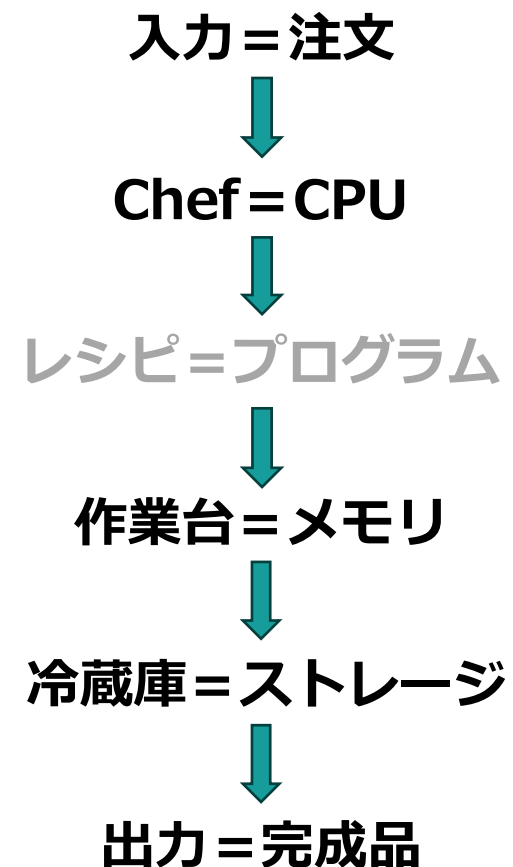 入力＝注文
Chef＝CPU
レシピ＝プログラム
作業台＝メモリ
冷蔵庫＝ストレージ
出力＝完成品